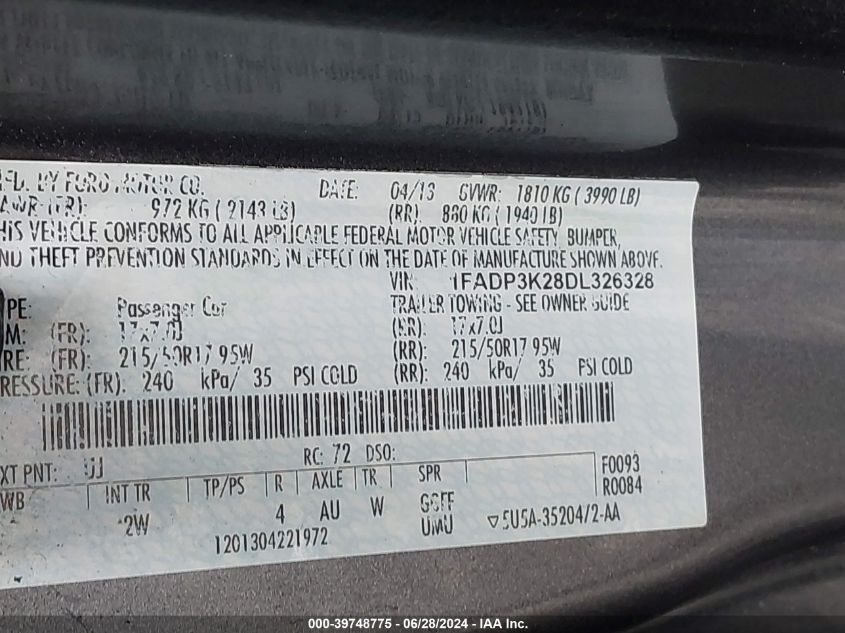 MFD. BY FORD MOTOR CO. DATE: 04/13 GVWR: 1810 KG ( 3990 LB)
GAWR (FR): 972 KG ( 2143 LB) (RR): 880 KG ( 1940 LB)
HIS VEHICLE CONFORMS TO ALL APPLICABLE FEDERAL MOTOR VEHICLE SAFETY, BUMPER,
ND THEFT PREVENTION STANDARDS IN EFFECT ON THE DATE OF MANUFACTURE SHOWN ABOVE.
VIN: 1FADP3K28DL326328
PE: Passenger Car TRAILER TOWING - SEE OWNER GUIDE
M: (FR): 17x7.0J (RR): 17x7.0J
RE: (FR): 215/50R17 95W (RR): 215/50R17 95W
RESSURE: (FR): 240 kPa/ 35 PSI COLD (RR): 240 kPa/ 35 PSI COLD
XT PNT: UJ RC: 72 DSO:
WB INT TR TP/PS R AXLE TR SPR F0093
R0084
2W 4 AU W GGFF
UMU ▽5U5A-35204/2-AA
1201304221972
000-39748775 - 06/28/2024 - IAA Inc.